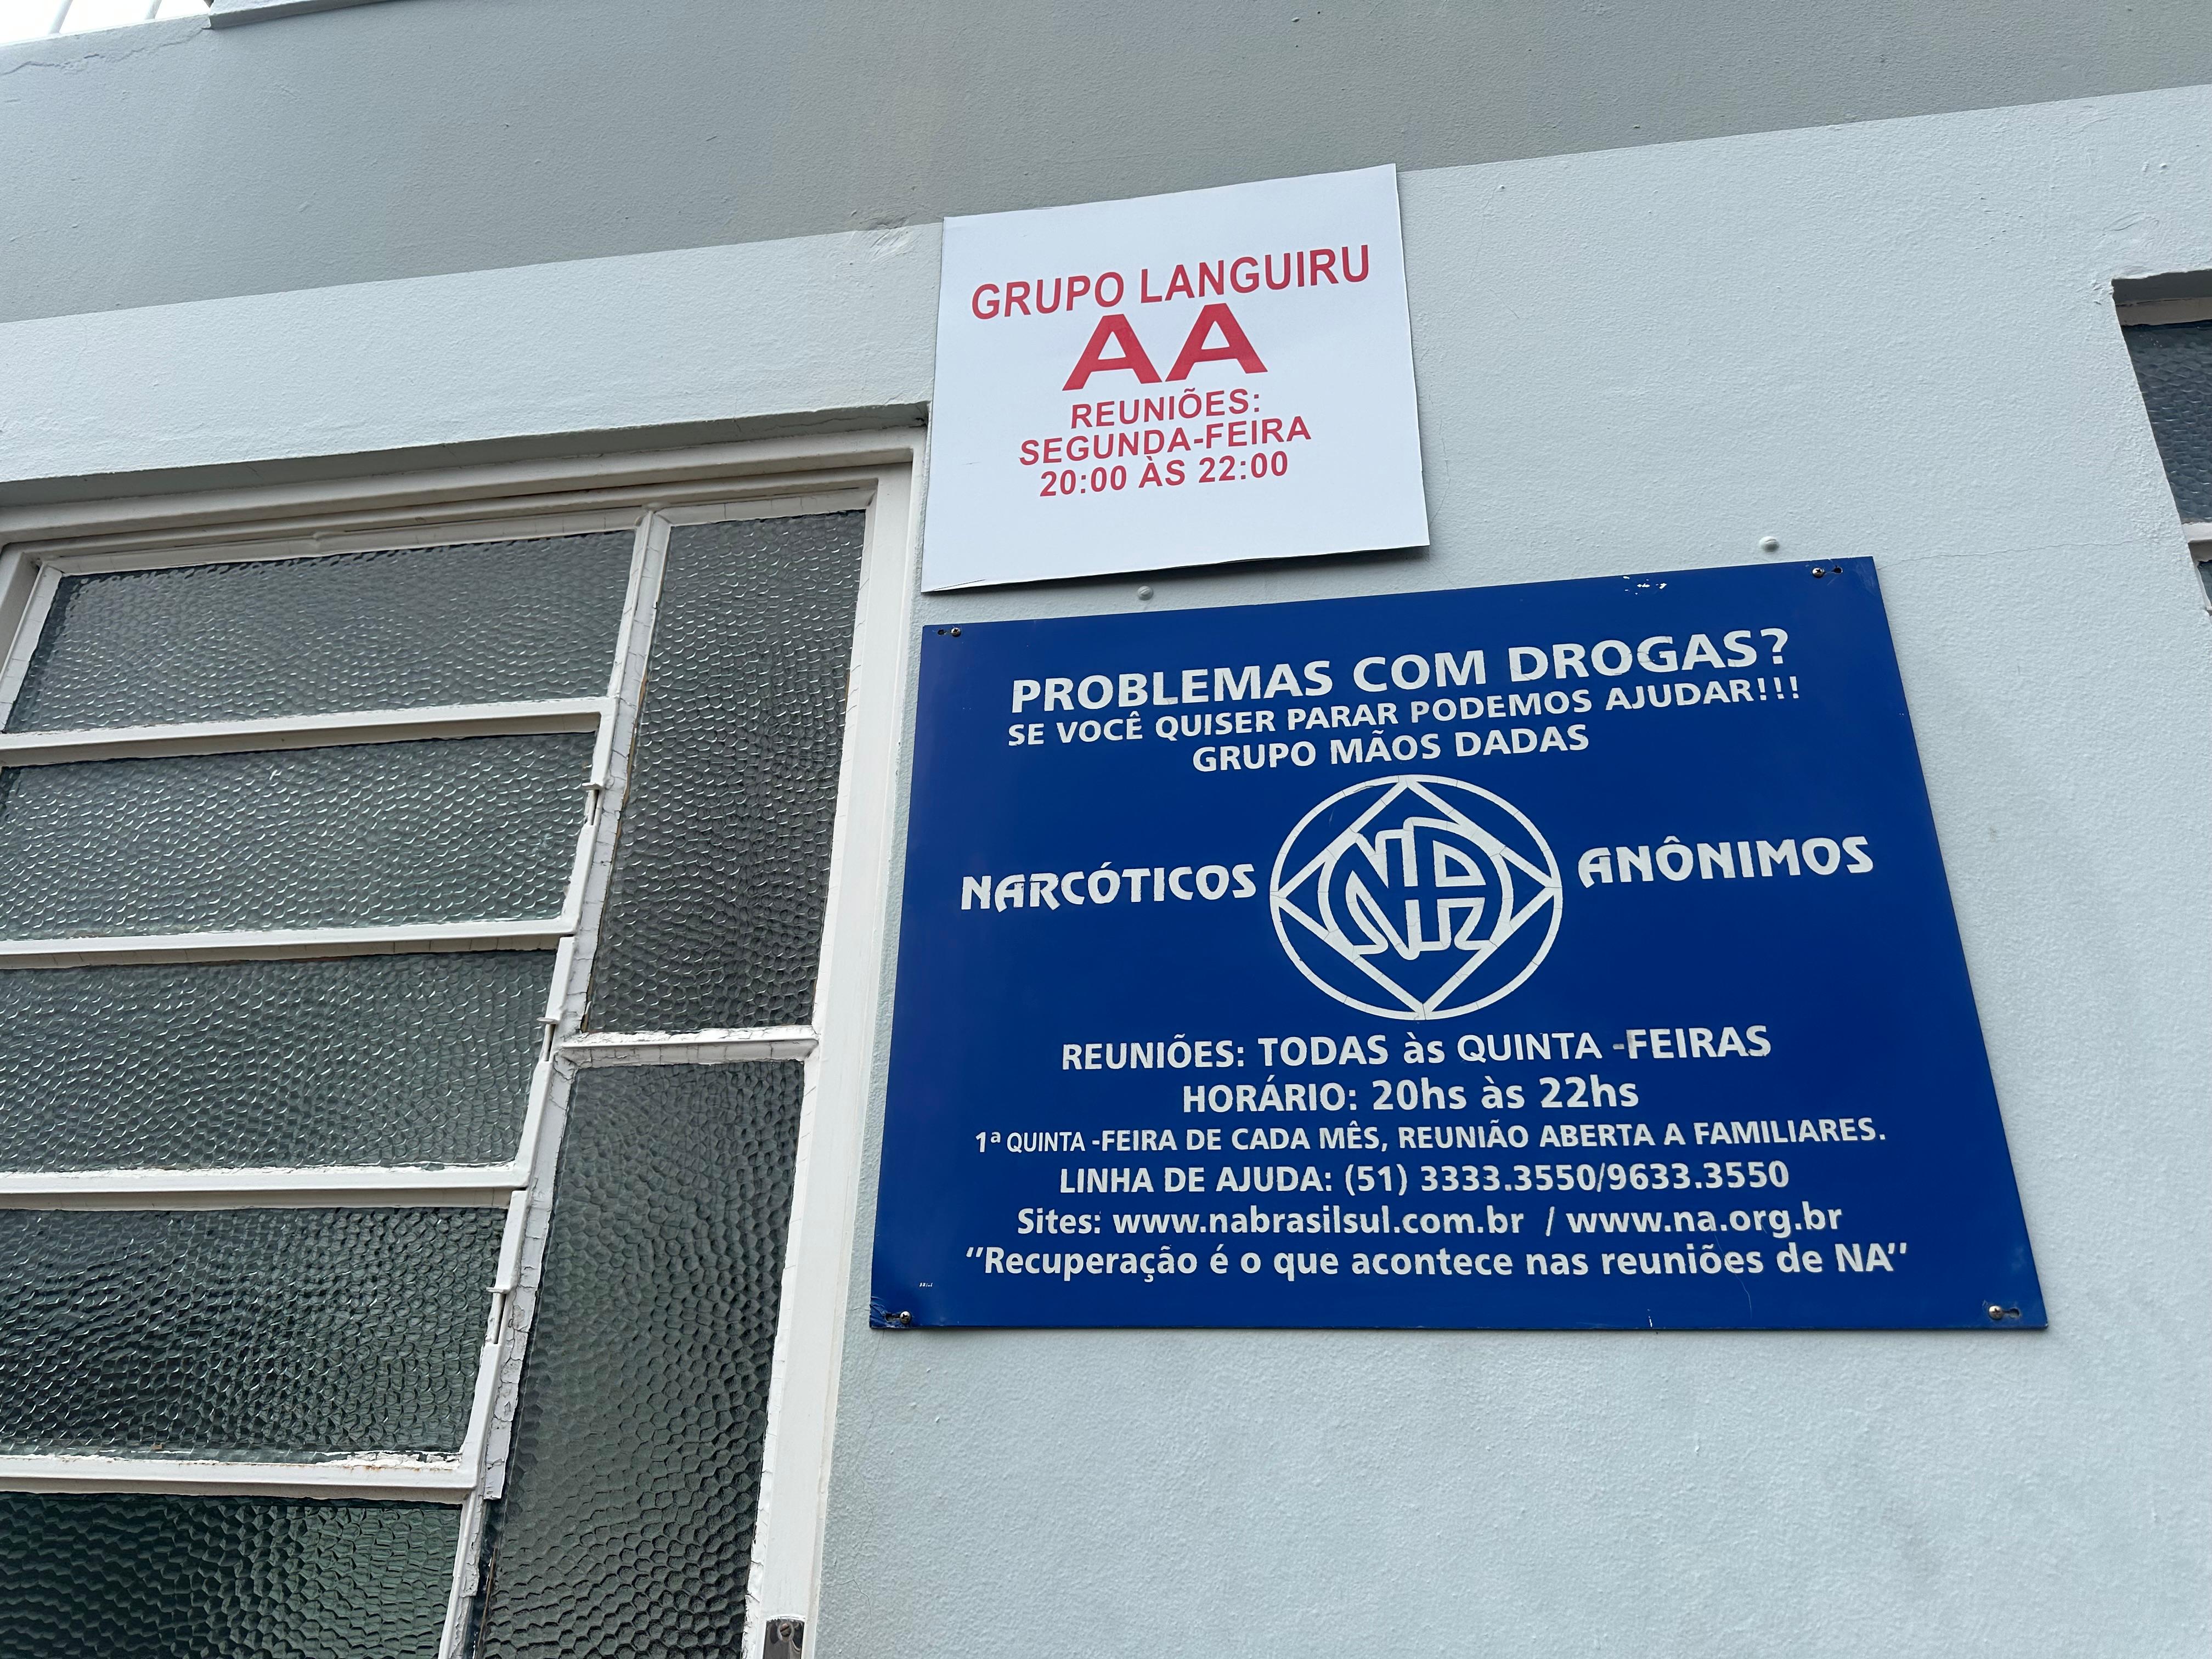 GRUPO LANGUIRU
AA
REUNIÕES:
SEGUNDA-FEIRA
20:00 ÀS 22:00
PROBLEMAS COM DROGAS?
SE VOCÊ QUISER PARAR PODEMOS AJUDAR!!!
GRUPO MÃOS DADAS
NARCÓTICOS NA ANÔNIMOS
REUNIÕES: TODAS às QUINTA -FEIRAS
HORÁRIO: 20hs às 22hs
1ª QUINTA -FEIRA DE CADA MÊS, REUNIÃO ABERTA A FAMILIARES.
LINHA DE AJUDA: (51) 3333.3550/9633.3550
Sites: www.nabrasilsul.com.br / www.na.org.br
‘‘Recuperação é o que acontece nas reuniões de NA’’